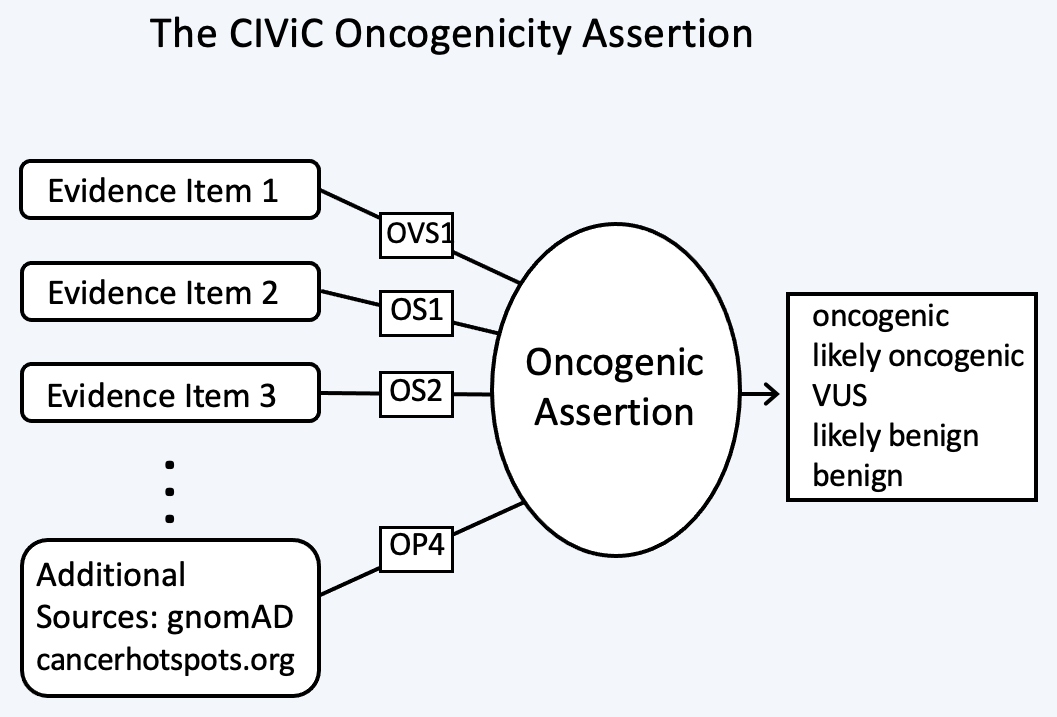 The CIViC Oncogenicity Assertion
Evidence Item 1
OVS1
Evidence Item 2
OS1
Evidence Item 3
OS2
Additional
Sources: gnomAD
cancerhotspots.org
OP4
Oncogenic
Assertion
oncogenic
likely oncogenic
VUS
likely benign
benign